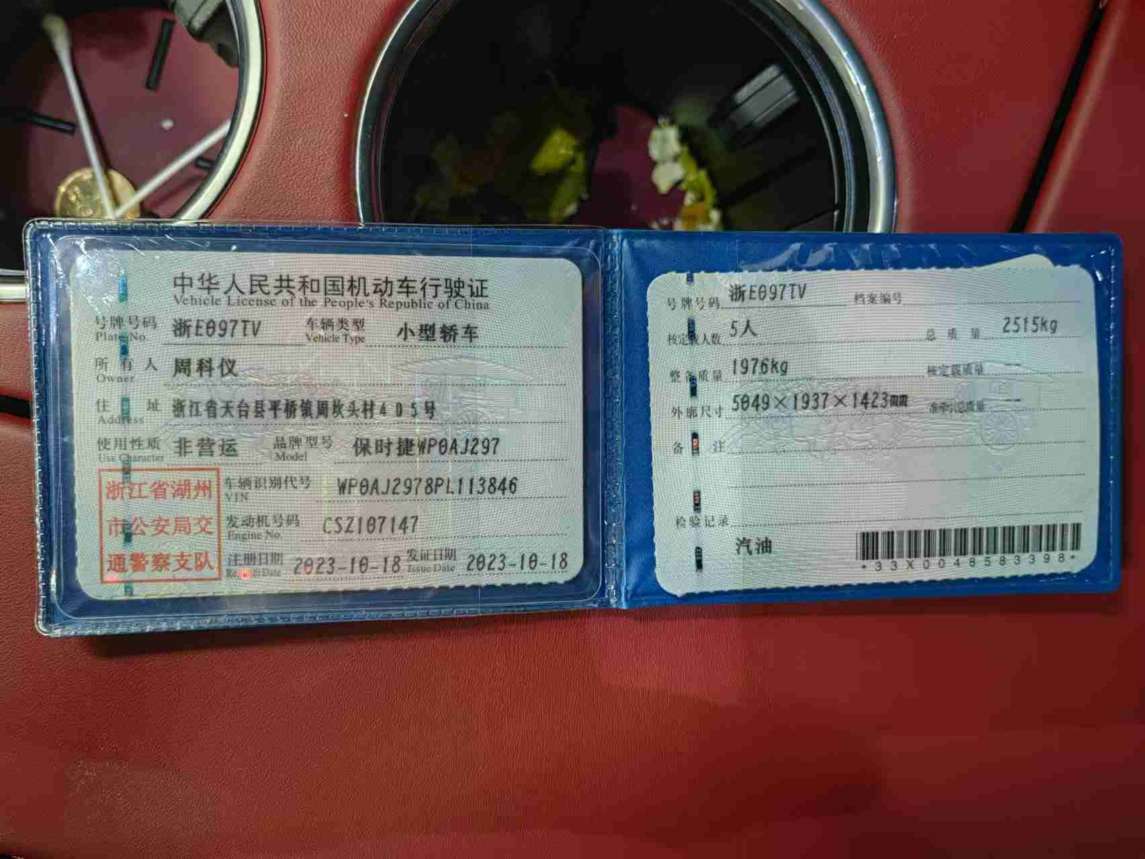 中华人民共和国机动车行驶证
Vehicle License of the People's Republic of China
号牌号码 浙E097TV 车辆类型 小型轿车
Plate No. Vehicle Type
所有人 周科仪
Owner
住址 浙江省天台县平桥镇周坎头村405号
Address
使用性质 非营运 品牌型号 保时捷WP0AJ297
Use Character Model
浙江省湖州
市公安局交
通警察支队
车辆识别代号 WP0AJ2978PL113846
VIN
发动机号码 CSZ107147
Engine No.
注册日期 2023-10-18 发证日期 2023-10-18
Register Date Issue Date
号牌号码 浙E097TV 档案编号
核定载人数 5人 总质量 2515kg
整备质量 1976kg 核定载质量 --
外廓尺寸 5049×1937×1423mm 准牵引总质量 --
备注
检验记录
汽油
*33X0048583398*